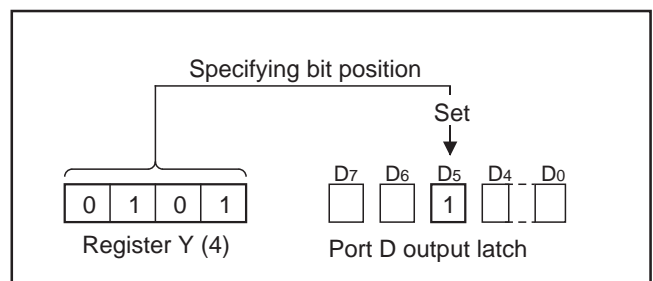 Specifying bit position
Set
D7 D6 D5 D4 D0
0 1 0 1 1
Register Y (4) Port D output latch